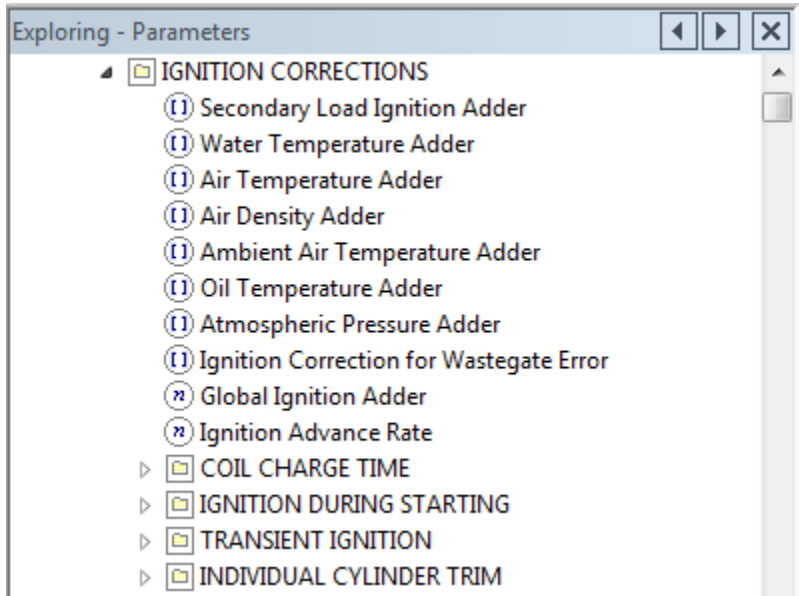 Exploring - Parameters
IGNITION CORRECTIONS
Secondary Load Ignition Adder
Water Temperature Adder
Air Temperature Adder
Air Density Adder
Ambient Air Temperature Adder
Oil Temperature Adder
Atmospheric Pressure Adder
Ignition Correction for Wastegate Error
Global Ignition Adder
Ignition Advance Rate
COIL CHARGE TIME
IGNITION DURING STARTING
TRANSIENT IGNITION
INDIVIDUAL CYLINDER TRIM